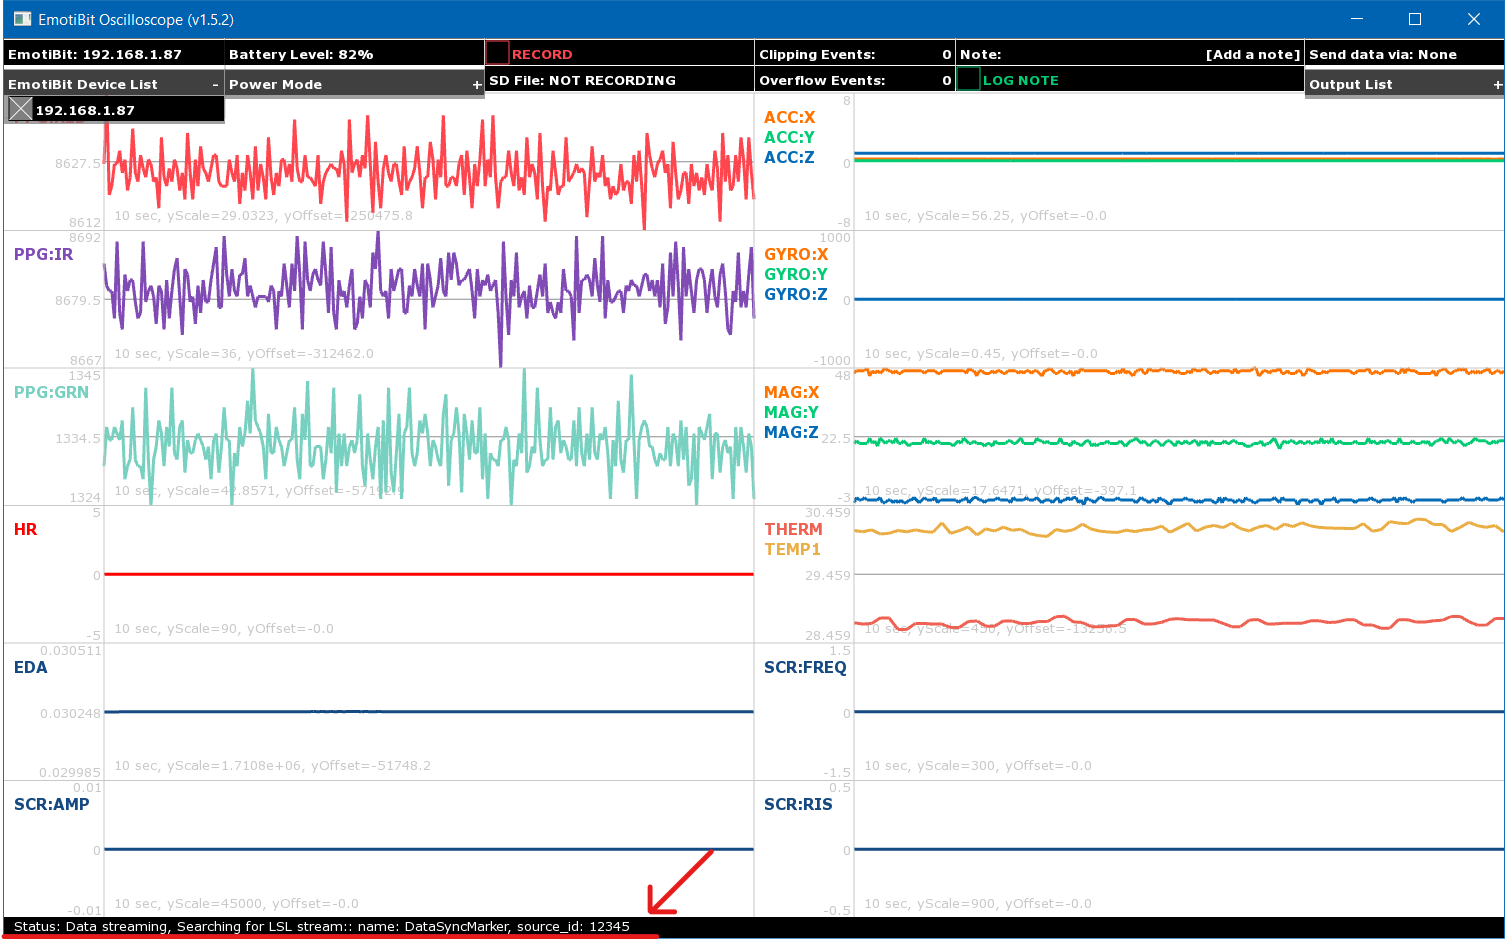 EmotiBit Oscilloscope (v1.5.2)
EmotiBit: 192.168.1.87
Battery Level: 82%
RECORD
Clipping Events: 0
Note: [Add a note]
Send data via: None
EmotiBit Device List -
Power Mode +
SD File: NOT RECORDING
Overflow Events: 0
LOG NOTE
Output List +
192.168.1.87
8627.5
8612
10 sec, yScale=29.0323, yOffset=-250475.8
PPG:IR
8692
8679.5
8667
10 sec, yScale=36, yOffset=-312462.0
PPG:GRN
1345
1334.5
1324
10 sec, yScale=42.8571, yOffset=-57192.9
HR
5
0
-5
10 sec, yScale=90, yOffset=-0.0
EDA
0.030511
0.030248
0.029985
10 sec, yScale=1.7108e+06, yOffset=-51748.2
SCR:AMP
0.01
0
-0.01
10 sec, yScale=45000, yOffset=-0.0
ACC:X
ACC:Y
ACC:Z
8
0
-8
10 sec, yScale=56.25, yOffset=-0.0
GYRO:X
GYRO:Y
GYRO:Z
1000
0
-1000
10 sec, yScale=0.45, yOffset=-0.0
MAG:X
MAG:Y
MAG:Z
48
22.5
-3
10 sec, yScale=17.6471, yOffset=-397.1
THERM
TEMP1
30.459
29.459
28.459
10 sec, yScale=450, yOffset=-13256.5
SCR:FREQ
1.5
0
-1.5
10 sec, yScale=300, yOffset=-0.0
SCR:RIS
0.5
0
-0.5
10 sec, yScale=900, yOffset=-0.0
Status: Data streaming, Searching for LSL stream:: name: DataSyncMarker, source_id: 12345